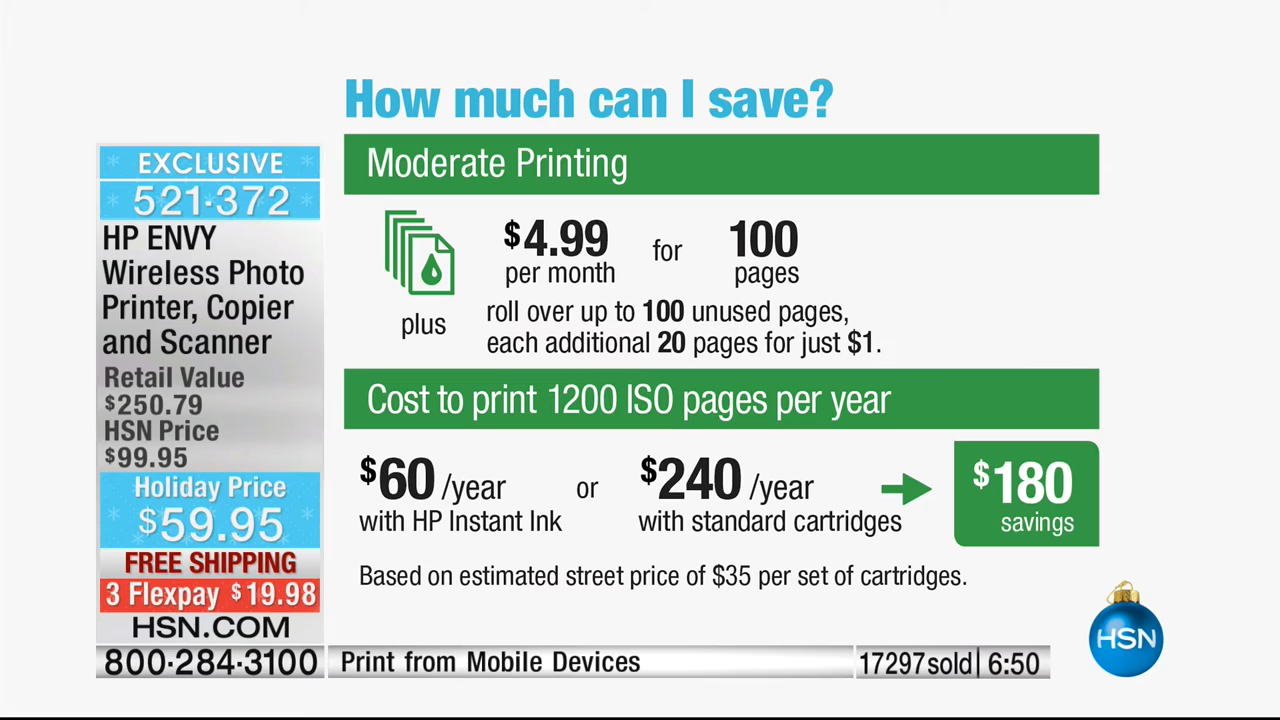 How much can I save?
EXCLUSIVE
521·372
HP ENVY
Wireless Photo
Printer, Copier
and Scanner
Retail Value
$250.79
HSN Price
$99.95
Holiday Price
$59.95
FREE SHIPPING
3 Flexpay $19.98
HSN.COM
800·284·3100
Moderate Printing
$4.99 for 100
per month pages
plus
roll over up to 100 unused pages,
each additional 20 pages for just $1.
Cost to print 1200 ISO pages per year
$60 /year or $240 /year $180
with HP Instant Ink with standard cartridges savings
Based on estimated street price of $35 per set of cartridges.
HSN
Print from Mobile Devices
17297 sold | 6:50